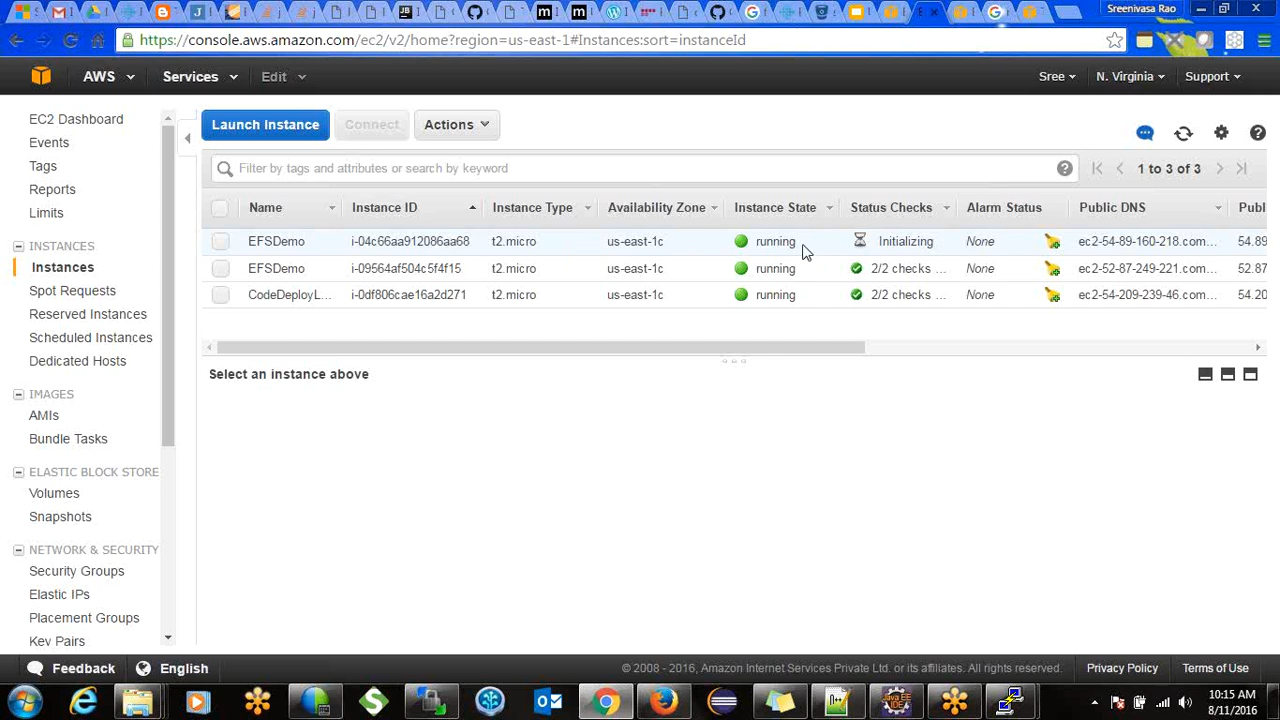 Sreenivasa Rao
https://console.aws.amazon.com/ec2/v2/home?region=us-east-1#Instances:sort=instanceId
AWS Services Edit Sree N. Virginia Support
EC2 Dashboard
Events
Tags
Reports
Limits
INSTANCES
Instances
Spot Requests
Reserved Instances
Scheduled Instances
Dedicated Hosts
IMAGES
AMIs
Bundle Tasks
ELASTIC BLOCK STORE
Volumes
Snapshots
NETWORK & SECURITY
Security Groups
Elastic IPs
Placement Groups
Key Pairs
Launch Instance Connect Actions
Filter by tags and attributes or search by keyword 1 to 3 of 3
Name Instance ID Instance Type Availability Zone Instance State Status Checks Alarm Status Public DNS Publ
EFSDemo i-04c66aa912086aa68 t2.micro us-east-1c running Initializing None ec2-54-89-160-218.com... 54.89
EFSDemo i-09564af504c5f4f15 t2.micro us-east-1c running 2/2 checks ... None ec2-52-87-249-221.com... 52.87
CodeDeployL... i-0df806cae16a2d271 t2.micro us-east-1c running 2/2 checks ... None ec2-54-209-239-46.com... 54.20
Select an instance above
Feedback English © 2008 - 2016, Amazon Internet Services Private Ltd. or its affiliates. All rights reserved. Privacy Policy Terms of Use
10:15 AM
8/11/2016